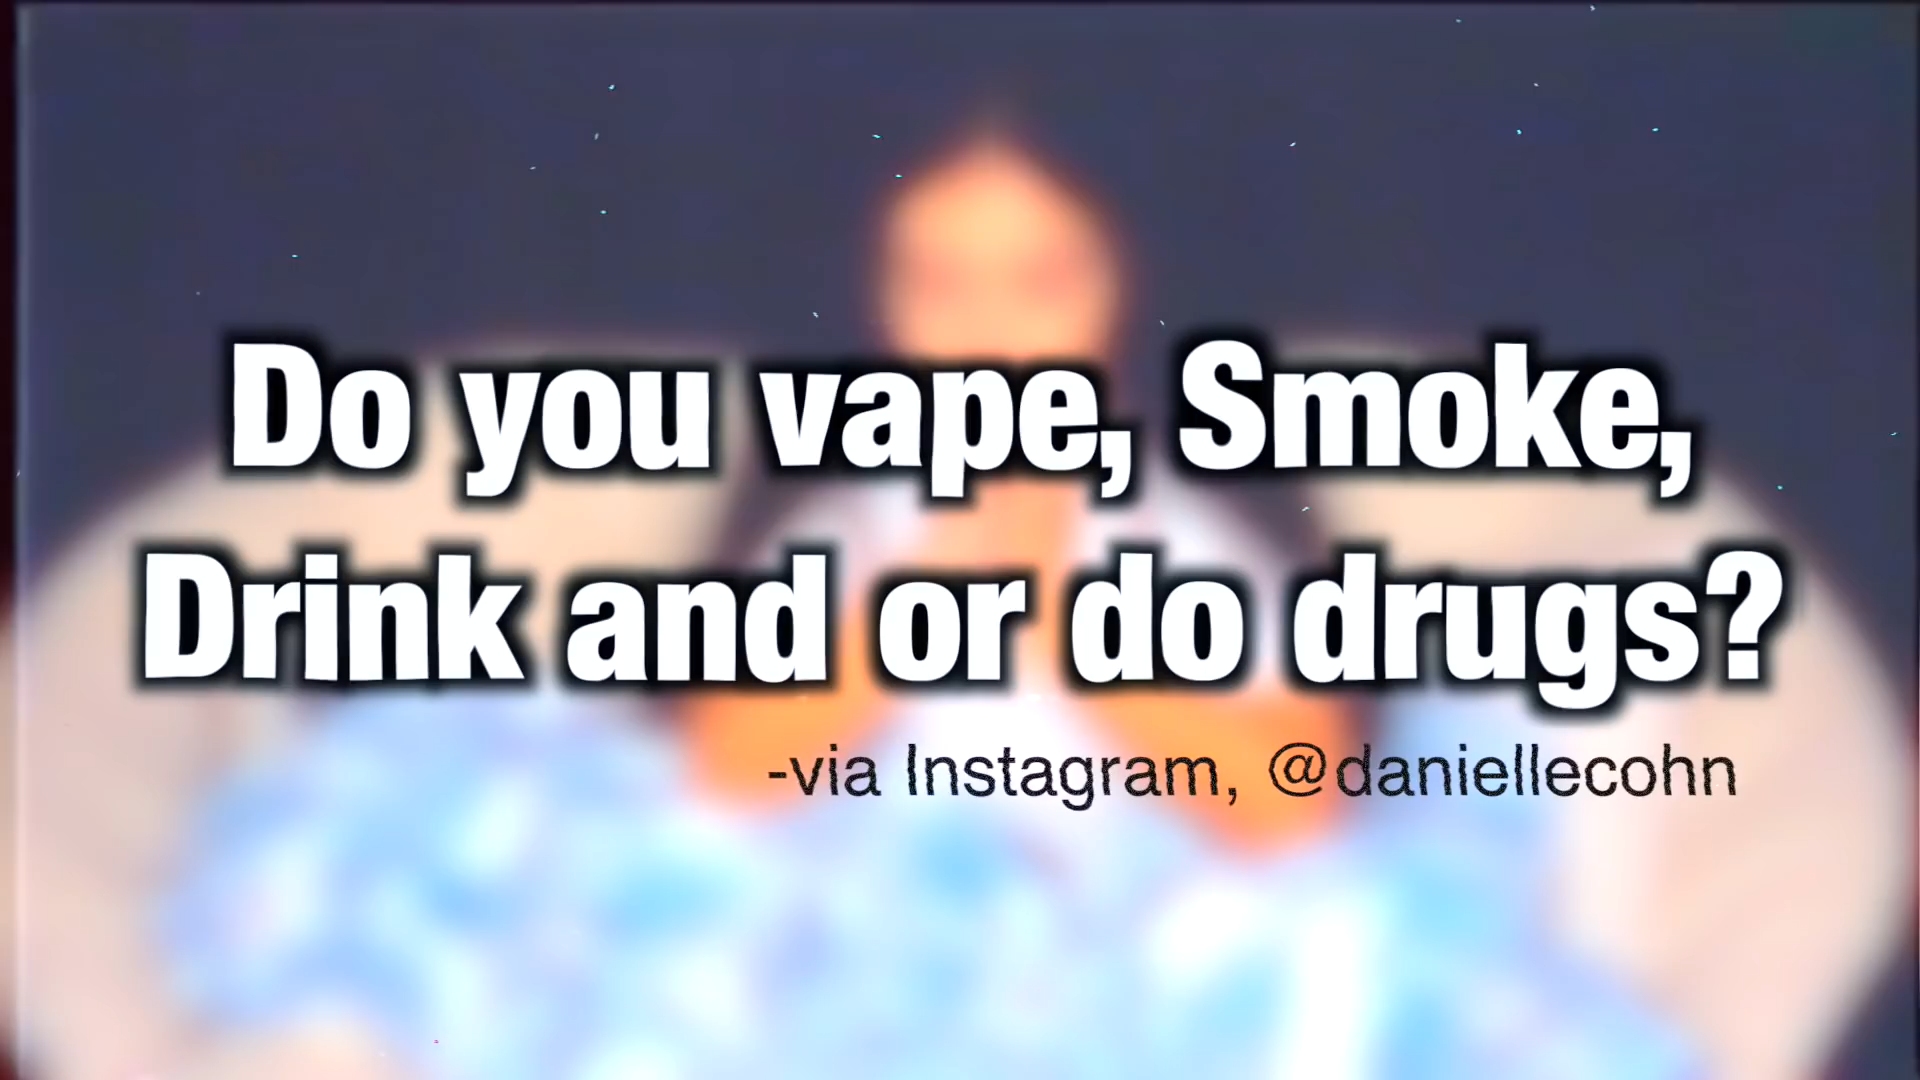 Do you vape, Smoke,
Drink and or do drugs?
-via Instagram, @daniellecohn